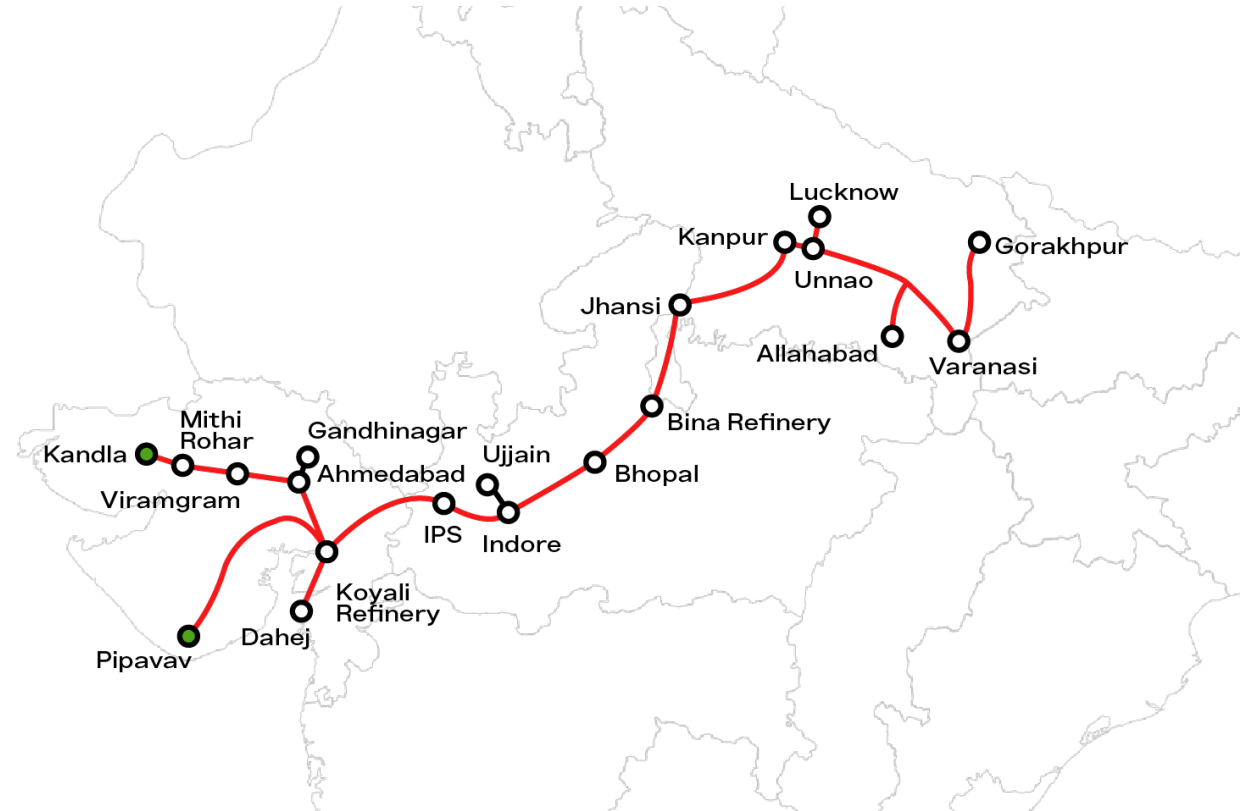 Lucknow
Kanpur
Gorakhpur
Unnao
Jhansi
Allahabad
Varanasi
Mithi
Rohar
Gandhinagar
Bina Refinery
Kandla
Ujjain
Ahmedabad
Bhopal
Viramgram
IPS
Indore
Koyali
Refinery
Dahej
Pipavav